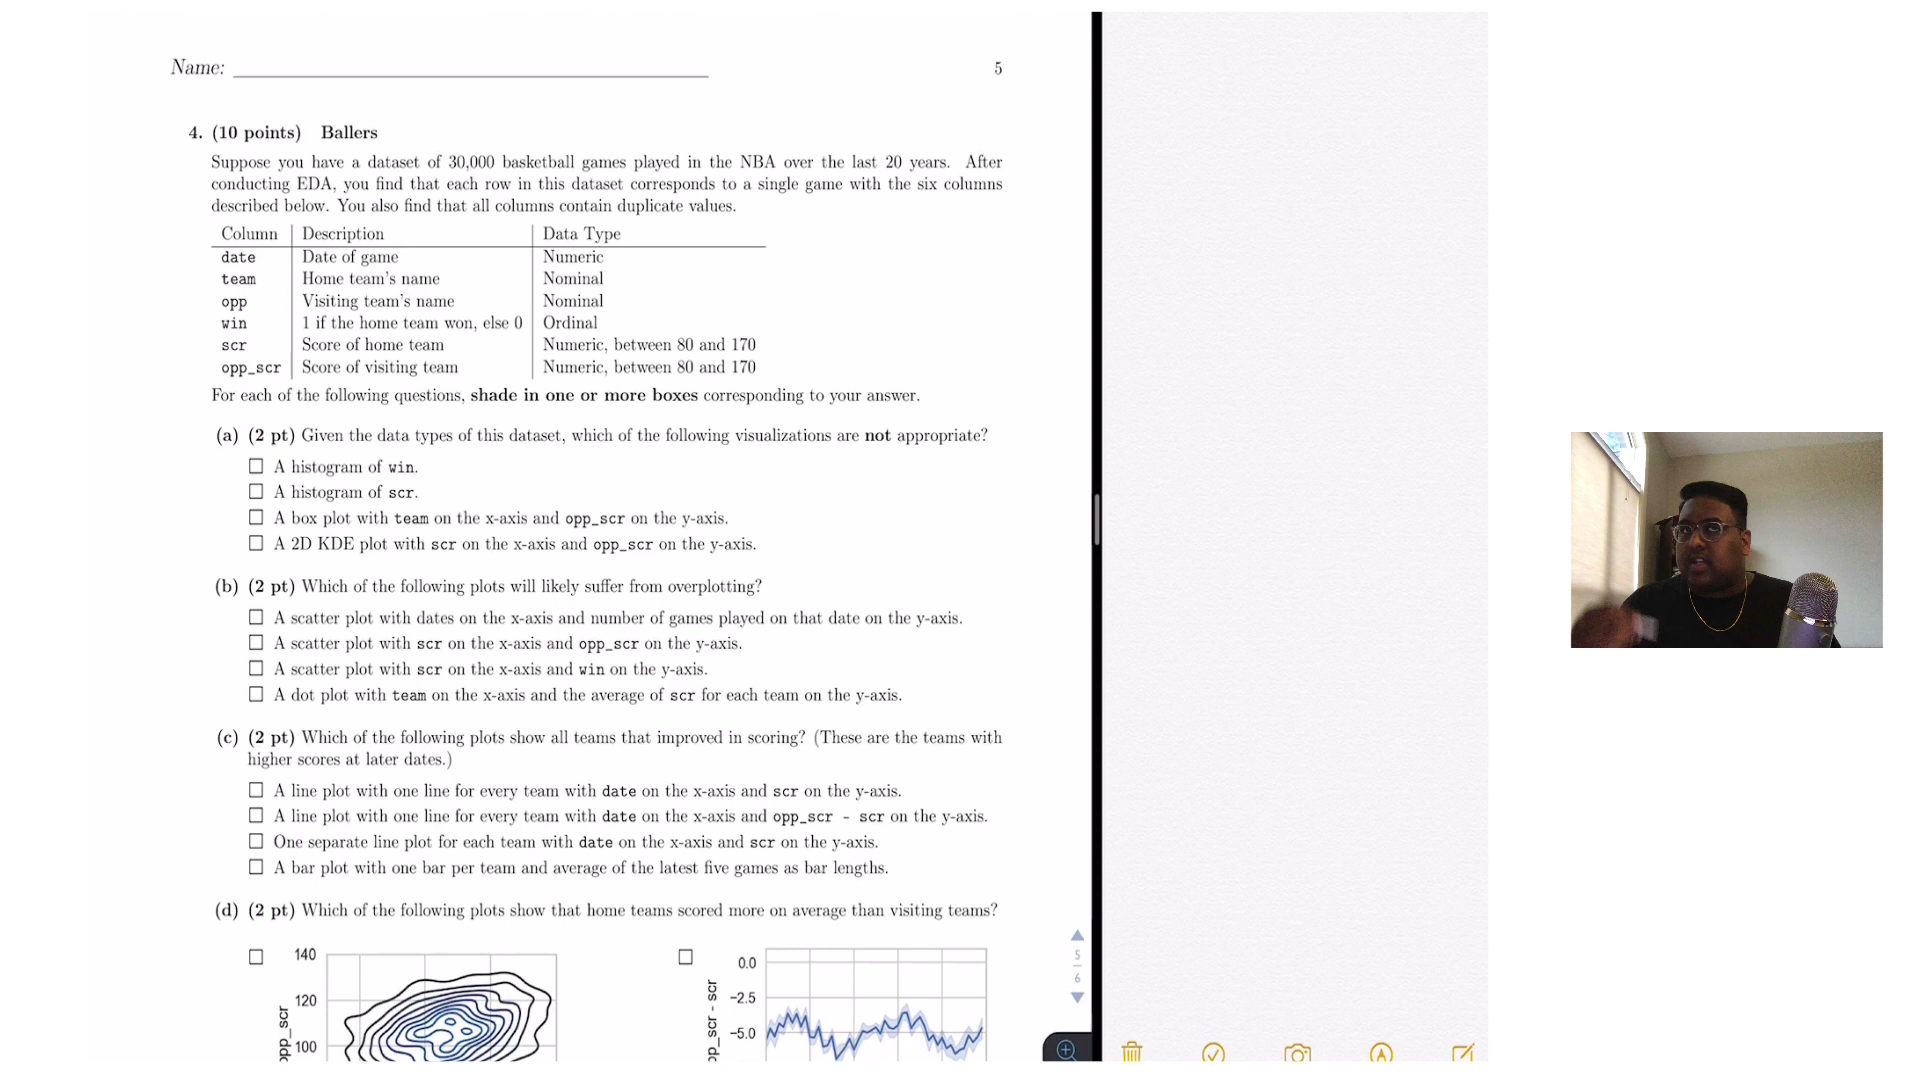 Name:
5
4. (10 points) Ballers
Suppose you have a dataset of 30,000 basketball games played in the NBA over the last 20 years. After
conducting EDA, you find that each row in this dataset corresponds to a single game with the six columns
described below. You also find that all columns contain duplicate values.
Column Description Data Type
date Date of game Numeric
team Home team's name Nominal
opp Visiting team's name Nominal
win 1 if the home team won, else 0 Ordinal
scr Score of home team Numeric, between 80 and 170
opp_scr Score of visiting team Numeric, between 80 and 170
For each of the following questions, shade in one or more boxes corresponding to your answer.
(a) (2 pt) Given the data types of this dataset, which of the following visualizations are not appropriate?
A histogram of win.
A histogram of scr.
A box plot with team on the x-axis and opp_scr on the y-axis.
A 2D KDE plot with scr on the x-axis and opp_scr on the y-axis.
(b) (2 pt) Which of the following plots will likely suffer from overplotting?
A scatter plot with dates on the x-axis and number of games played on that date on the y-axis.
A scatter plot with scr on the x-axis and opp_scr on the y-axis.
A scatter plot with scr on the x-axis and win on the y-axis.
A dot plot with team on the x-axis and the average of scr for each team on the y-axis.
(c) (2 pt) Which of the following plots show all teams that improved in scoring? (These are the teams with
higher scores at later dates.)
A line plot with one line for every team with date on the x-axis and scr on the y-axis.
A line plot with one line for every team with date on the x-axis and opp_scr - scr on the y-axis.
One separate line plot for each team with date on the x-axis and scr on the y-axis.
A bar plot with one bar per team and average of the latest five games as bar lengths.
(d) (2 pt) Which of the following plots show that home teams scored more on average than visiting teams?
140
120
100
opp_scr
0.0
-2.5
-5.0
op_scr - scr
5
6